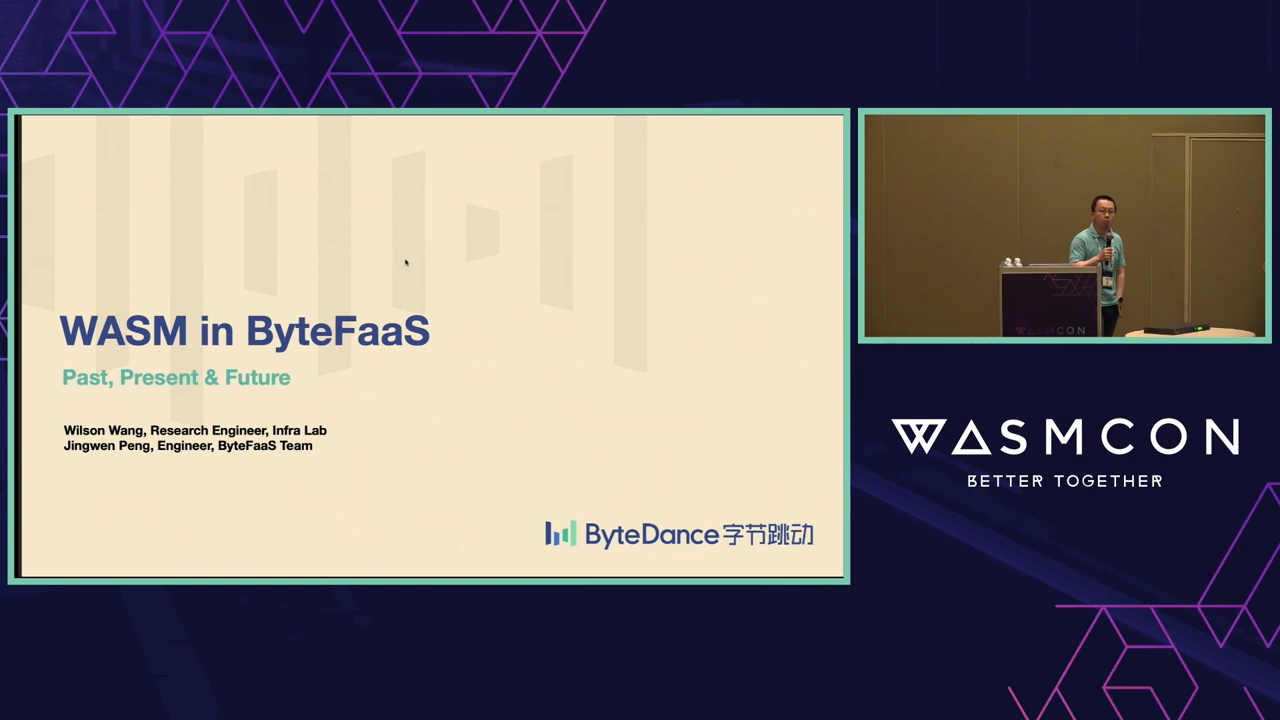 WASM in ByteFaaS
Past, Present & Future
Wilson Wang, Research Engineer, Infra Lab
Jingwen Peng, Engineer, ByteFaaS Team
ByteDance 字节跳动
WASMCON
WASMCON
BETTER TOGETHER